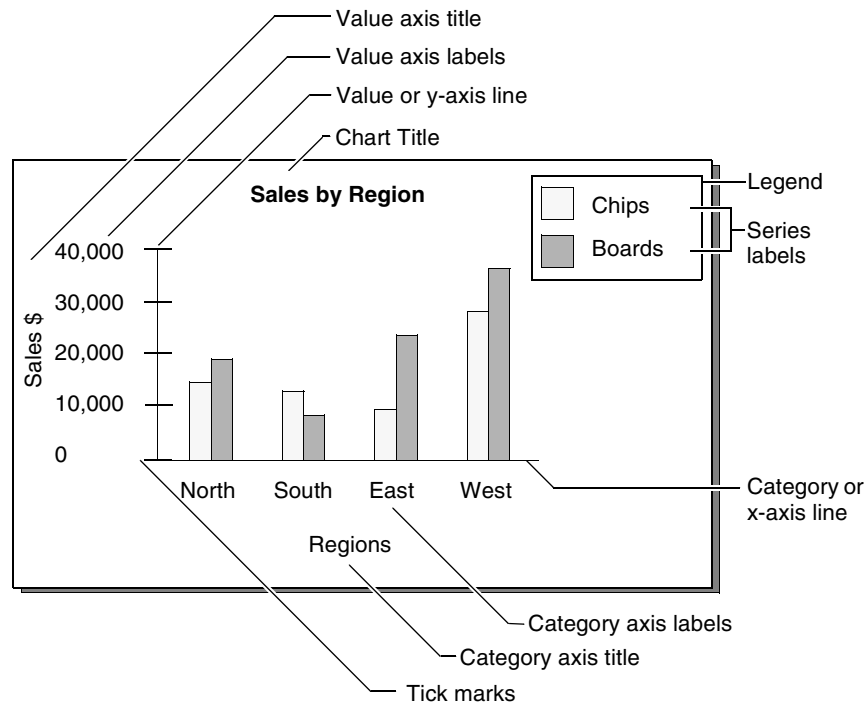 Value axis title
Value axis labels
Value or y-axis line
Chart Title
Sales by Region
Chips
Boards
Legend
Series
labels
40,000
30,000
20,000
10,000
0
Sales $
North South East West
Regions
Category or
x-axis line
Category axis labels
Category axis title
Tick marks